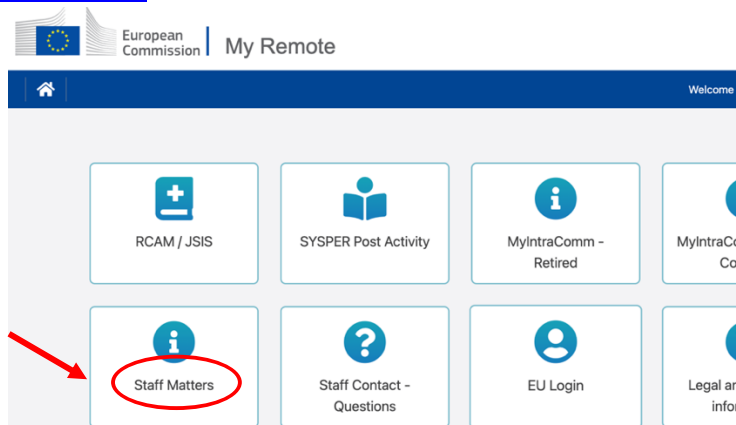 European
Commission
My Remote
Welcome
RCAM / JSIS
SYSPER Post Activity
MyIntraComm -
Retired
Staff Matters
Staff Contact -
Questions
EU Login